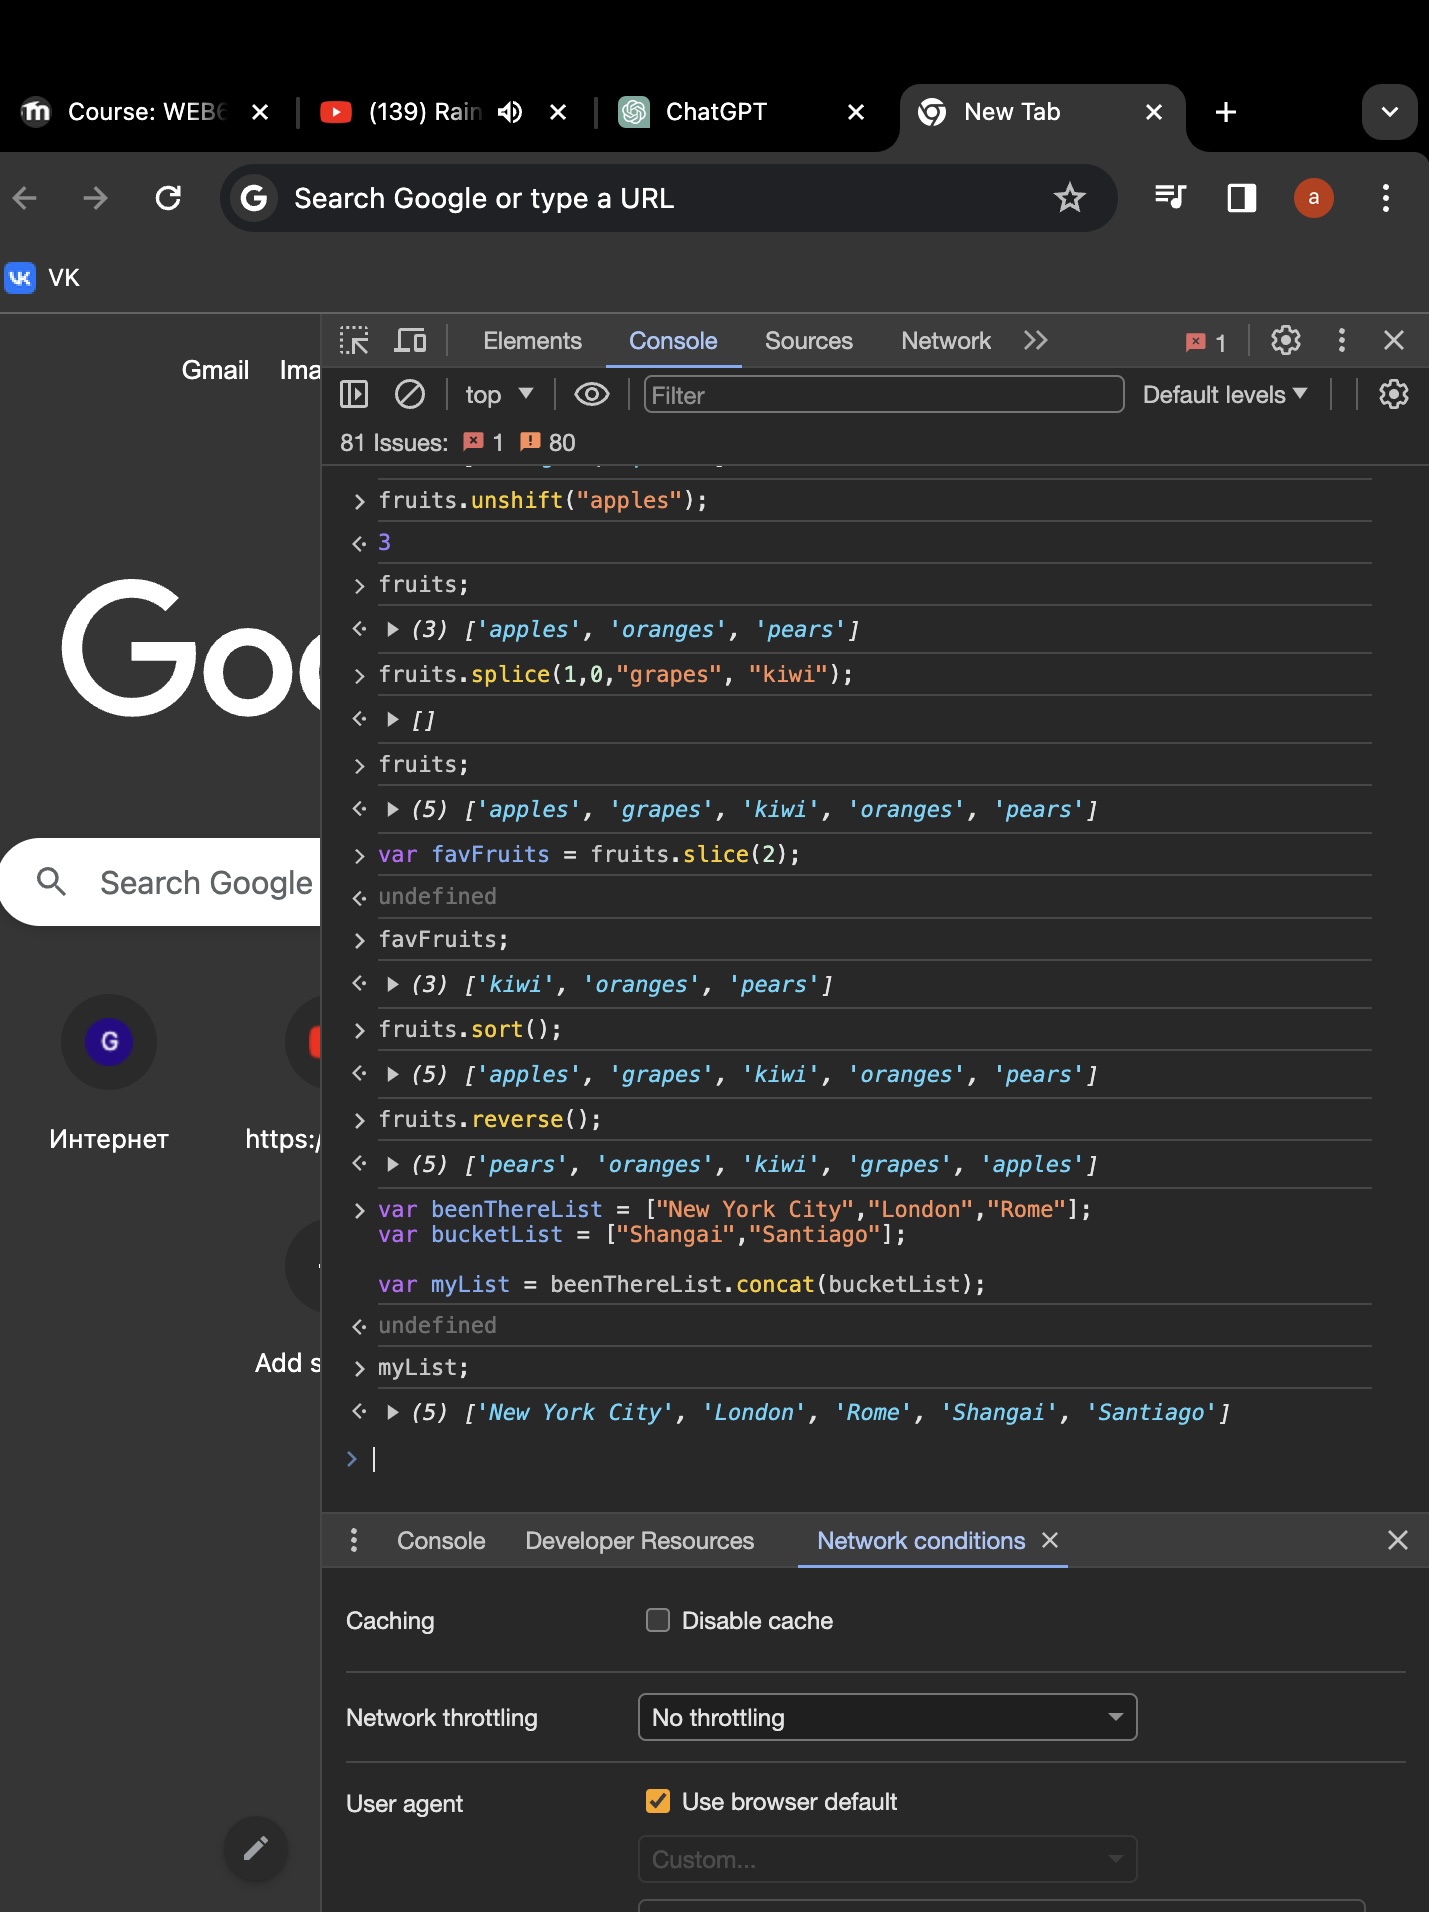 Course: WEB
(139) Rain
ChatGPT
New Tab
Search Google or type a URL
a
VK
Gmail
Elements
Console
Sources
Network
1
top
Filter
Default levels
81 Issues: 1 80
fruits.unshift("apples");
3
fruits;
(3) ['apples', 'oranges', 'pears']
fruits.splice(1,0,"grapes", "kiwi");
[]
fruits;
(5) ['apples', 'grapes', 'kiwi', 'oranges', 'pears']
var favFruits = fruits.slice(2);
undefined
favFruits;
(3) ['kiwi', 'oranges', 'pears']
fruits.sort();
(5) ['apples', 'grapes', 'kiwi', 'oranges', 'pears']
fruits.reverse();
(5) ['pears', 'oranges', 'kiwi', 'grapes', 'apples']
var beenThereList = ["New York City","London","Rome"];
var bucketList = ["Shangai","Santiago"];
var myList = beenThereList.concat(bucketList);
undefined
myList;
(5) ['New York City', 'London', 'Rome', 'Shangai', 'Santiago']
Goo
Search Google
G
Интернет
https:/
Add s
Console
Developer Resources
Network conditions
Caching
Disable cache
Network throttling
No throttling
User agent
Use browser default
Custom...